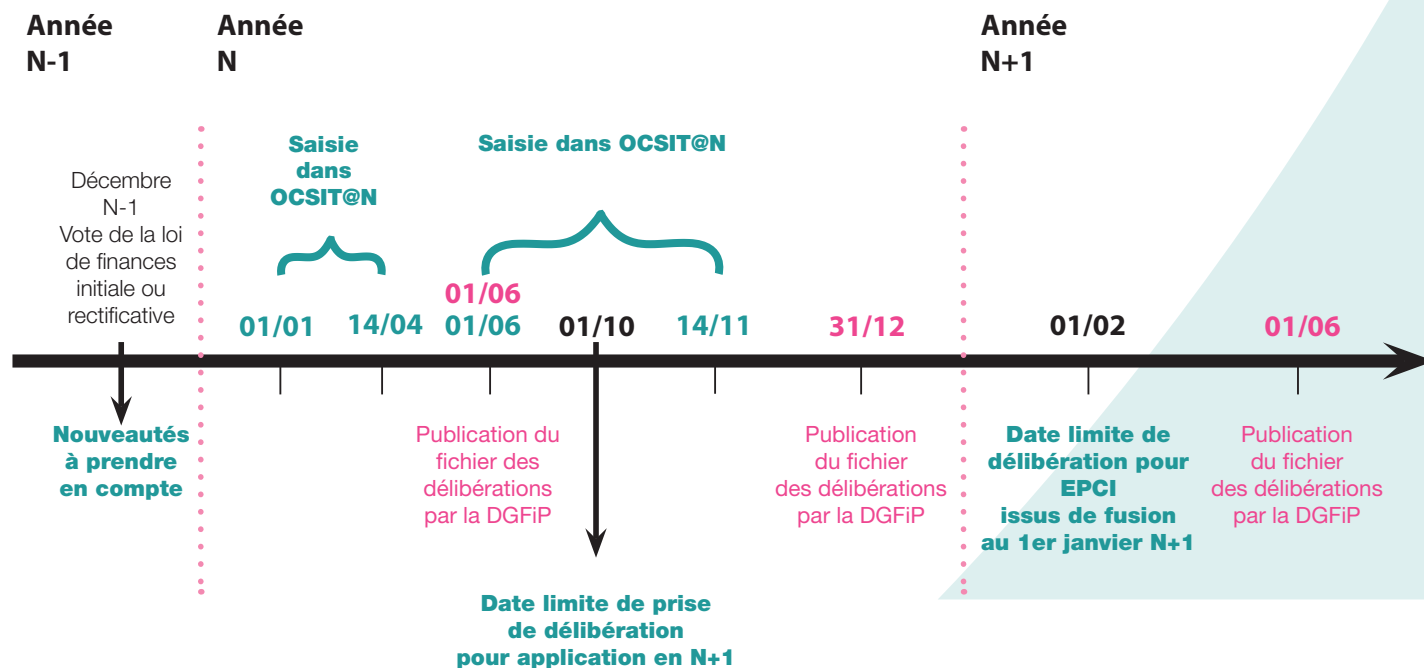 Année
N-1
Année
N
Année
N+1
Décembre
N-1
Vote de la loi
de finances
initiale ou
rectificative
Saisie
dans
OCSIT@N
Saisie dans OCSIT@N
01/01
14/04
01/06
01/06
01/10
14/11
31/12
01/02
01/06
Nouveautés
à prendre
en compte
Publication du
fichier des
délibérations
par la DGFiP
Date limite de prise
de délibération
pour application en N+1
Publication
du fichier
des délibérations
par la DGFiP
Date limite de
délibération pour
EPCI
issus de fusion
au 1er janvier N+1
Publication
du fichier
des délibérations
par la DGFiP